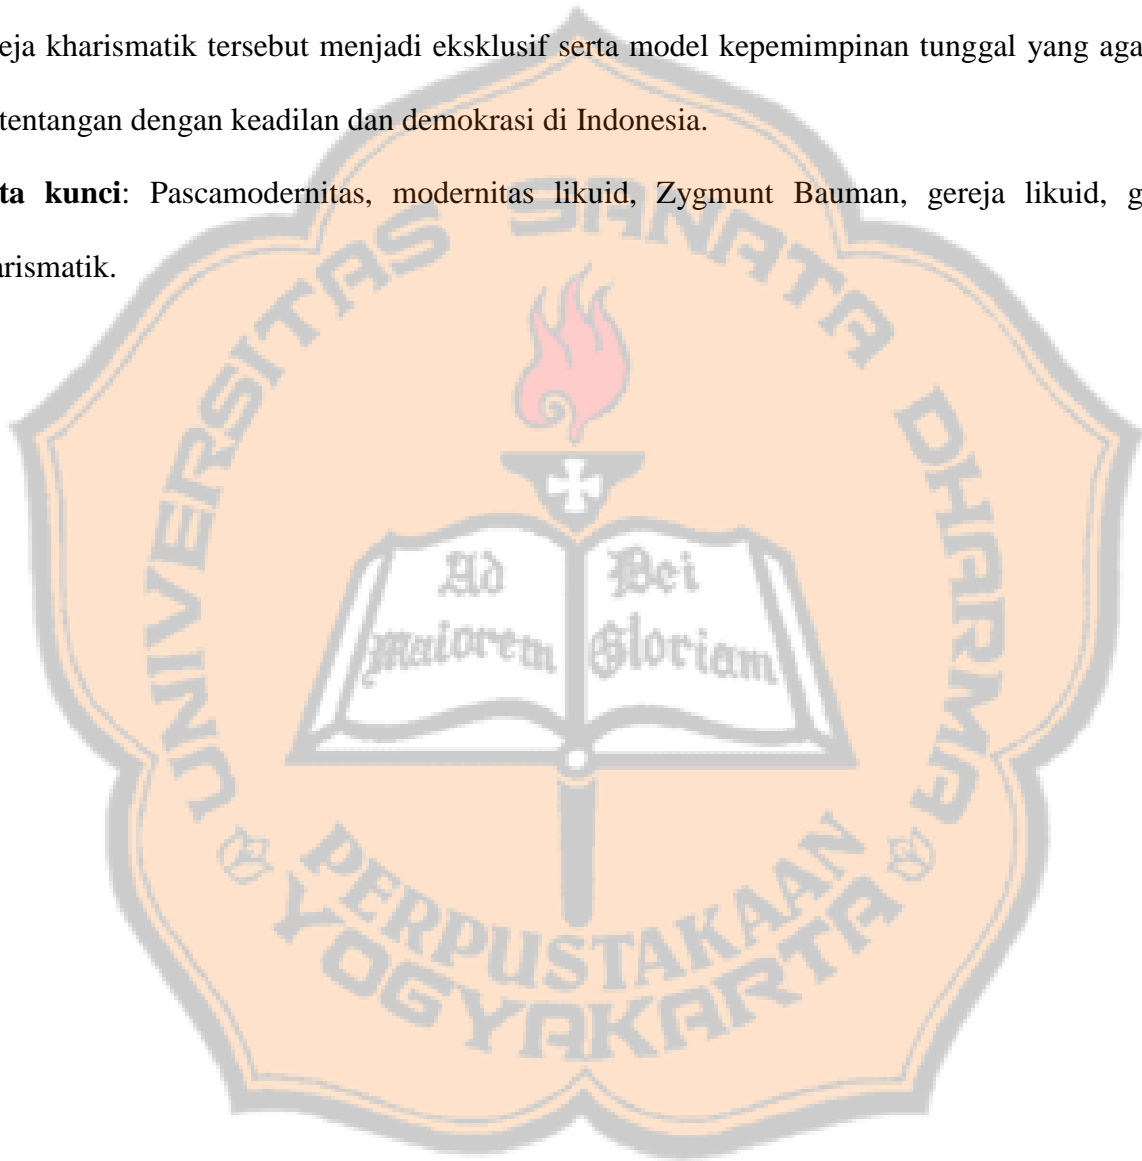 eja kharismatik tersebut menjadi eksklusif serta model kepemimpinan tunggal yang aga
tentangan dengan keadilan dan demokrasi di Indonesia.
ta kunci: Pascamodernitas, modernitas likuid, Zygmunt Bauman, gereja likuid, g
arismatik.
UNIVERSITAS SANATA DHARMA
Ad
maiorem
Dei
Gloriam
PERPUSTAKAAN
YOGYAKARTA